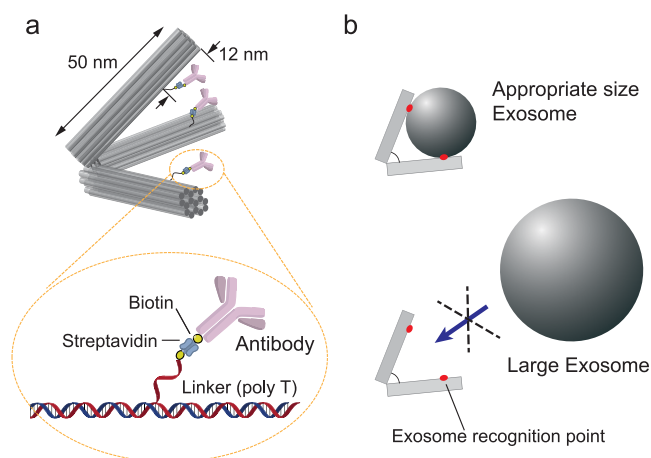 a
50 nm
12 nm
Biotin
Streptavidin
Antibody
Linker (poly T)
b
Appropriate size
Exosome
Large Exosome
Exosome recognition point